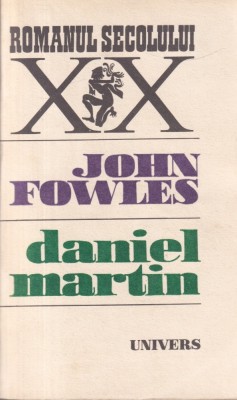 ROMANUL SECOLULUI
XX
JOHN
FOWLES
daniel
martin
UNIVERS